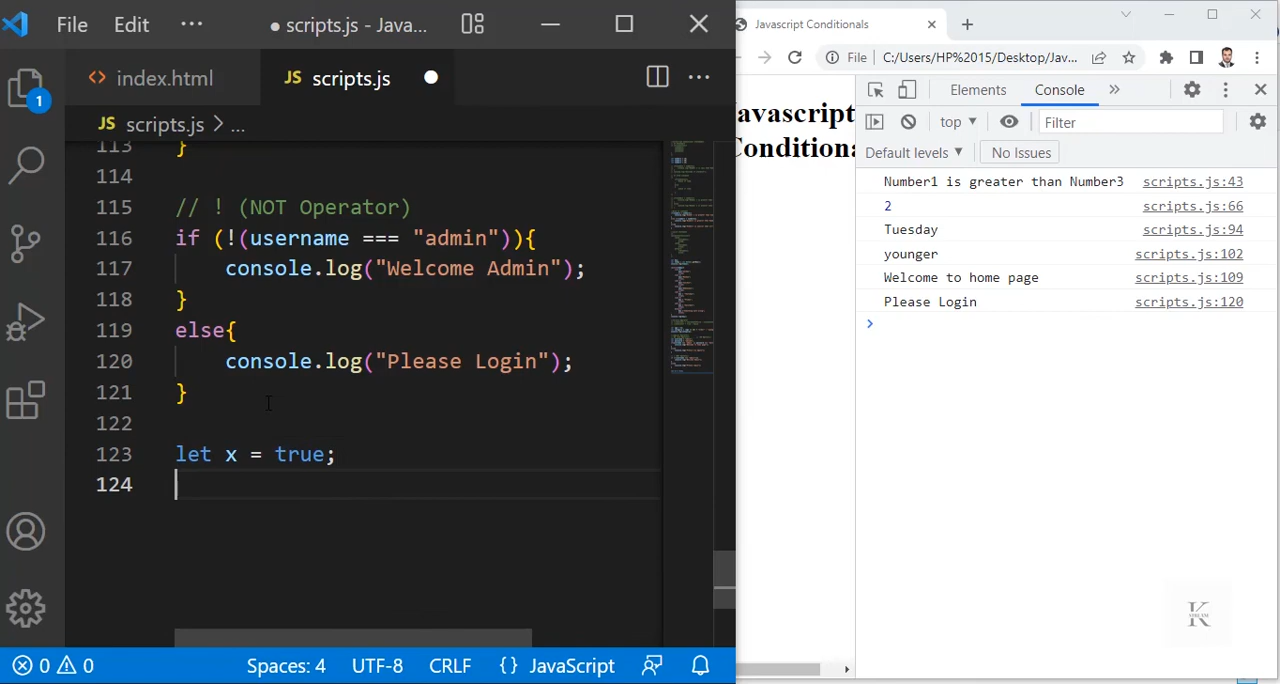 File Edit ... ● scripts.js - Java...
index.html
JS scripts.js
JS scripts.js > ...
1
113 }
114
115 // ! (NOT Operator)
116 if (!(username === "admin")){
117 console.log("Welcome Admin");
118 }
119 else{
120 console.log("Please Login");
121 }
122
123 let x = true;
124
0 0 Spaces: 4 UTF-8 CRLF {} JavaScript
Javascript Conditionals
File C:/Users/HP%2015/Desktop/Jav...
avascript
Conditiona
Elements Console »
top Filter
Default levels No Issues
Number1 is greater than Number3 scripts.js:43
2 scripts.js:66
Tuesday scripts.js:94
younger scripts.js:102
Welcome to home page scripts.js:109
Please Login scripts.js:120
K